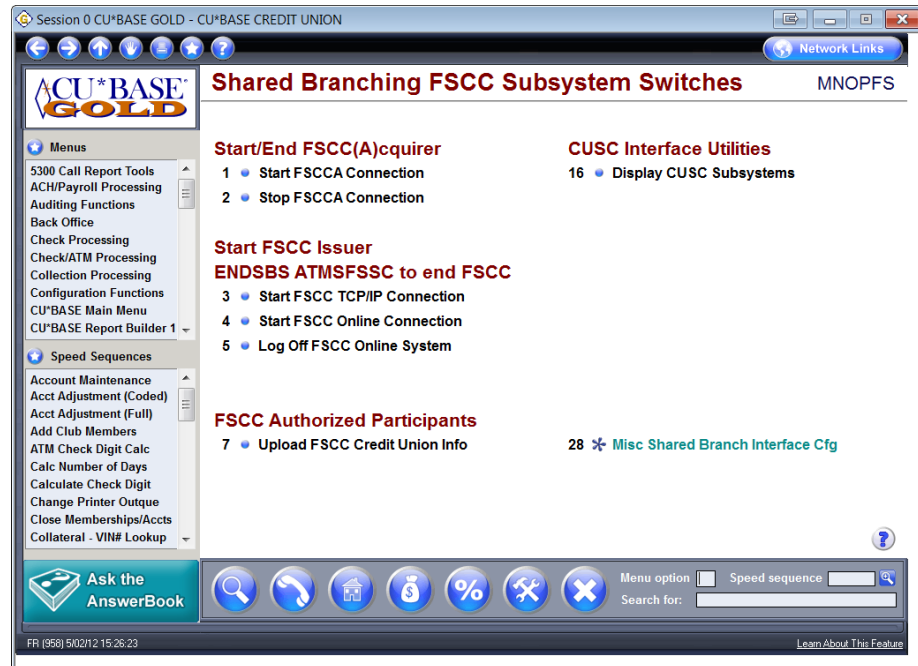 Session 0 CU*BASE GOLD - CU*BASE CREDIT UNION
Network Links
CU*BASE
GOLD
Shared Branching FSCC Subsystem Switches
MNOPFS
Menus
5300 Call Report Tools
ACH/Payroll Processing
Auditing Functions
Back Office
Check Processing
Check/ATM Processing
Collection Processing
Configuration Functions
CU*BASE Main Menu
CU*BASE Report Builder 1
Speed Sequences
Account Maintenance
Acct Adjustment (Coded)
Acct Adjustment (Full)
Add Club Members
ATM Check Digit Calc
Calc Number of Days
Calculate Check Digit
Change Printer Outque
Close Memberships/Accts
Collateral - VIN# Lookup
Ask the
AnswerBook
Start/End FSCC(A)cquirer
1 Start FSCCA Connection
2 Stop FSCCA Connection
Start FSCC Issuer
ENDSBS ATMSFSSC to end FSCC
3 Start FSCC TCP/IP Connection
4 Start FSCC Online Connection
5 Log Off FSCC Online System
FSCC Authorized Participants
7 Upload FSCC Credit Union Info
CUSC Interface Utilities
16 Display CUSC Subsystems
28 Misc Shared Branch Interface Cfg
Menu option
Speed sequence
Search for:
FR (958) 5/02/12 15:26:23
Learn About This Feature